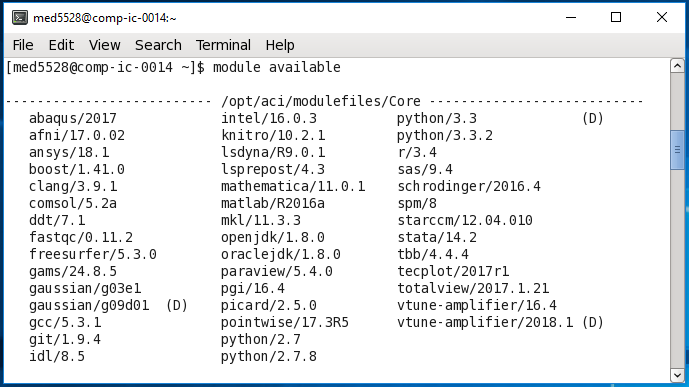 med5528@comp-ic-0014:~
File Edit View Search Terminal Help
[med5528@comp-ic-0014 ~]$ module available
-------------------------- /opt/aci/modulefiles/Core ---------------------------
abaqus/2017 intel/16.0.3 python/3.3 (D)
afni/17.0.02 knitro/10.2.1 python/3.3.2
ansys/18.1 lsdyna/R9.0.1 r/3.4
boost/1.41.0 lsprepost/4.3 sas/9.4
clang/3.9.1 mathematica/11.0.1 schrodinger/2016.4
comsol/5.2a matlab/R2016a spm/8
ddt/7.1 mkl/11.3.3 starccm/12.04.010
fastqc/0.11.2 openjdk/1.8.0 stata/14.2
freesurfer/5.3.0 oraclejdk/1.8.0 tbb/4.4.4
gams/24.8.5 paraview/5.4.0 tecplot/2017r1
gaussian/g03e1 pgi/16.4 totalview/2017.1.21
gaussian/g09d01 (D) picard/2.5.0 vtune-amplifier/16.4
gcc/5.3.1 pointwise/17.3R5 vtune-amplifier/2018.1 (D)
git/1.9.4 python/2.7
idl/8.5 python/2.7.8